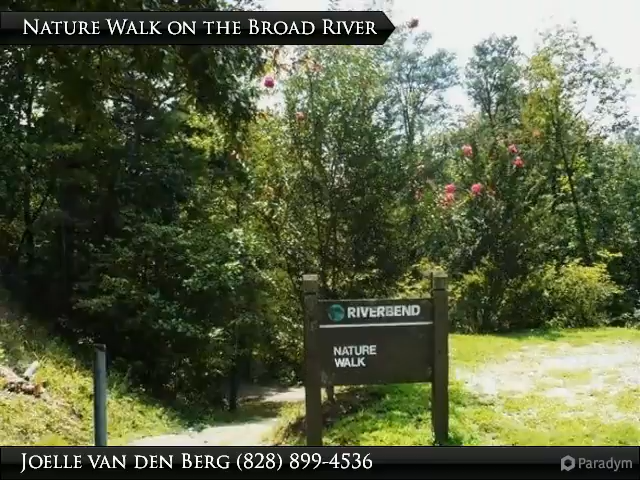 Nature Walk on the Broad River
RIVERBEND
NATURE
WALK
Joelle van den Berg (828) 899-4536
Paradym